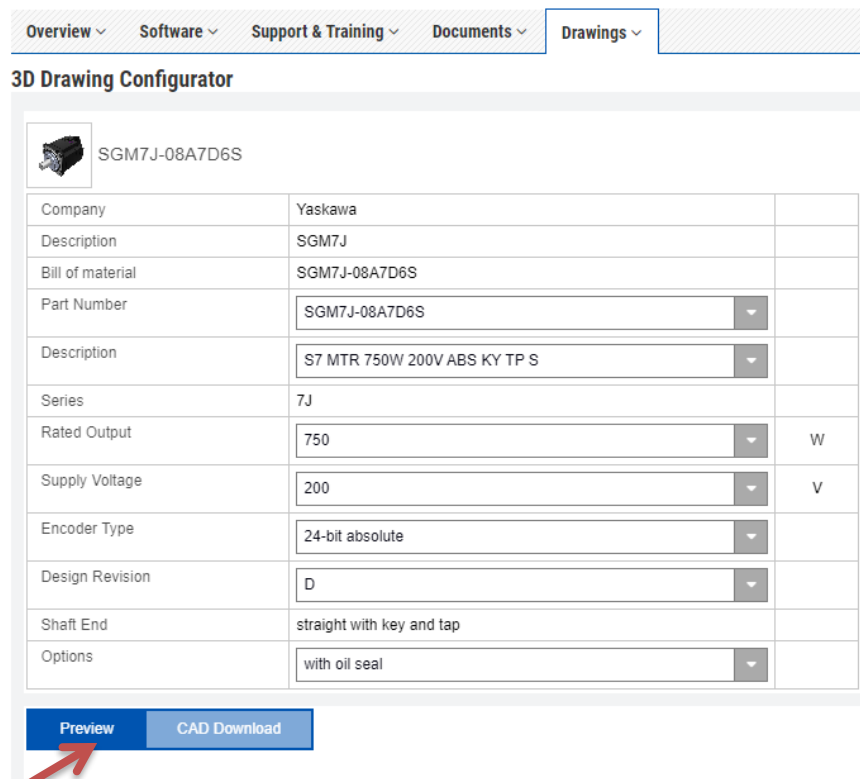 Overview Software Support & Training Documents Drawings
3D Drawing Configurator
SGM7J-08A7D6S
Company Yaskawa
Description SGM7J
Bill of material SGM7J-08A7D6S
Part Number SGM7J-08A7D6S
Description S7 MTR 750W 200V ABS KY TP S
Series 7J
Rated Output 750 W
Supply Voltage 200 V
Encoder Type 24-bit absolute
Design Revision D
Shaft End straight with key and tap
Options with oil seal
Preview CAD Download